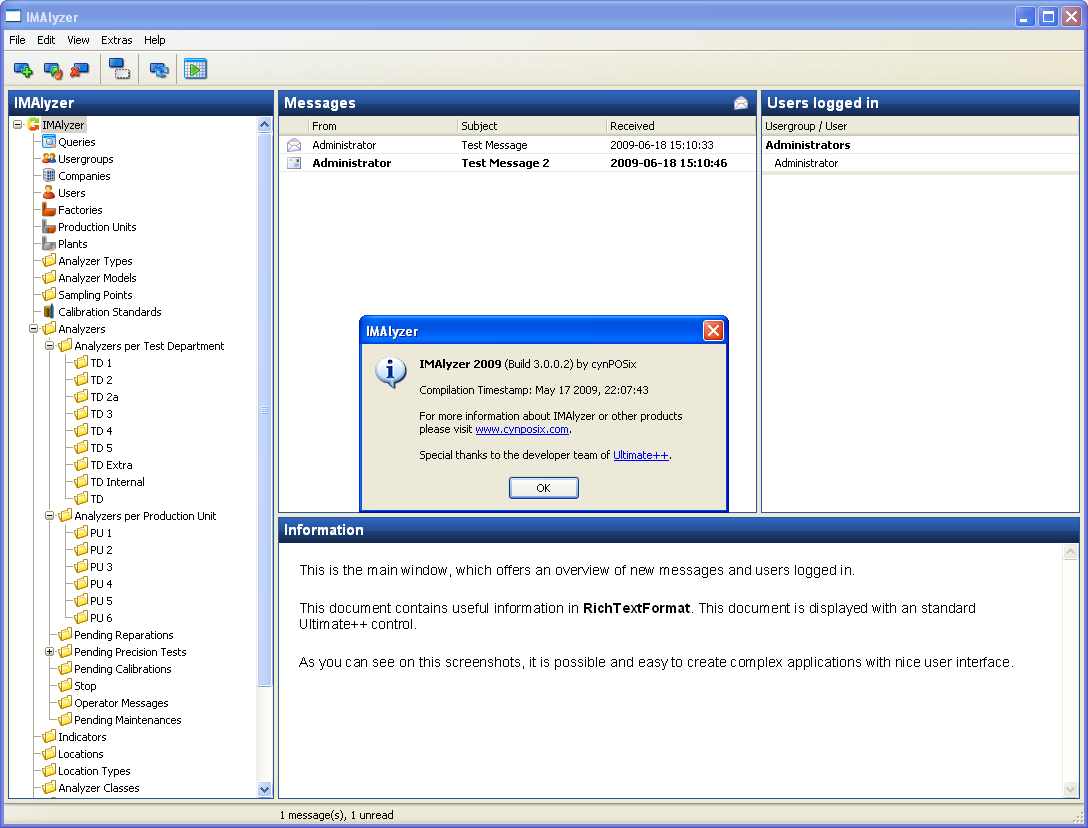 IMAlyzer
File Edit View Extras Help
IMAlyzer
IMAlyzer
Queries
Usergroups
Companies
Users
Factories
Production Units
Plants
Analyzer Types
Analyzer Models
Sampling Points
Calibration Standards
Analyzers
Analyzers per Test Department
TD 1
TD 2
TD 2a
TD 3
TD 4
TD 5
TD Extra
TD Internal
TD
Analyzers per Production Unit
PU 1
PU 2
PU 3
PU 4
PU 5
PU 6
Pending Reparations
Pending Precision Tests
Pending Calibrations
Stop
Operator Messages
Pending Maintenances
Indicators
Locations
Location Types
Analyzer Classes
Messages
From Subject Received
Administrator Test Message 2009-06-18 15:10:33
Administrator Test Message 2 2009-06-18 15:10:46
Users logged in
Usergroup / User
Administrators
Administrator
IMAlyzer
IMAlyzer 2009 (Build 3.0.0.2) by cynPOSix
Compilation Timestamp: May 17 2009, 22:07:43
For more information about IMAlyzer or other products
please visit www.cynposix.com.
Special thanks to the developer team of Ultimate++.
OK
Information
This is the main window, which offers an overview of new messages and users logged in.
This document contains useful information in RichTextFormat. This document is displayed with an standard
Ultimate++ control.
As you can see on this screenshots, it is possible and easy to create complex applications with nice user interface.
1 message(s), 1 unread